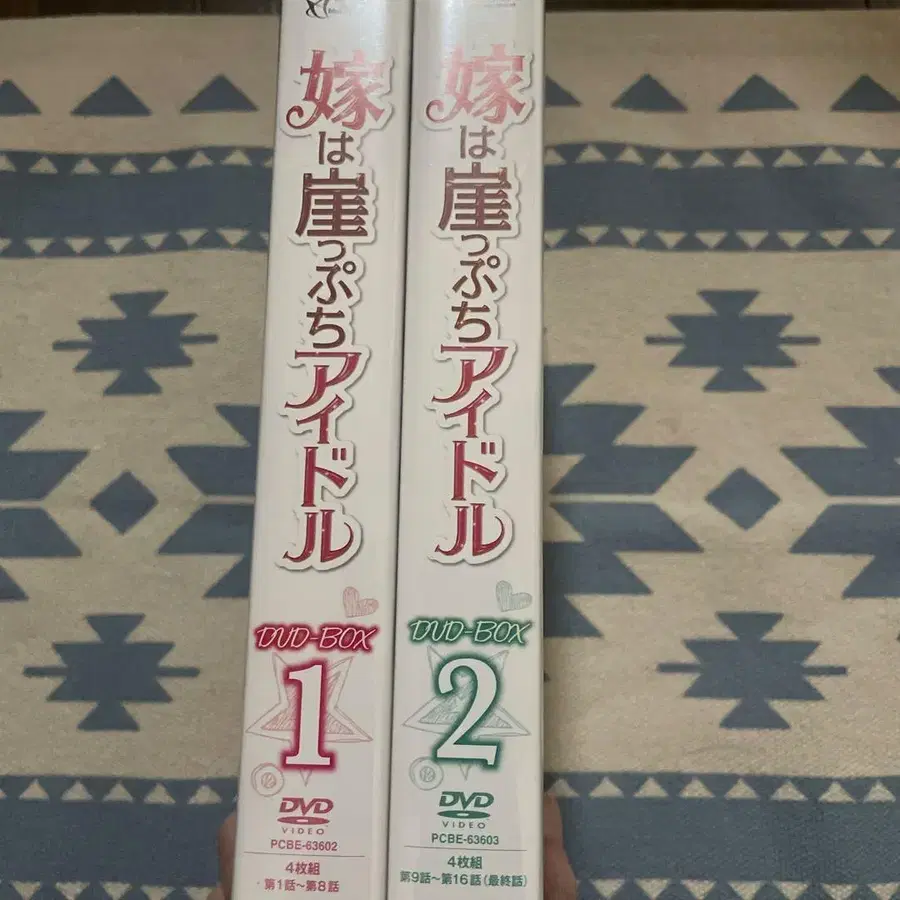 嫁は崖っぷちアイドル
DVD-BOX
1
DVD
VIDEO
PCBE-63602
4枚組
・第1話〜第8話
嫁は崖っぷちアイドル
DVD-BOX
2
DVD
VIDEO
PCBE-63603
4枚組
第9話〜第16話(最終話)